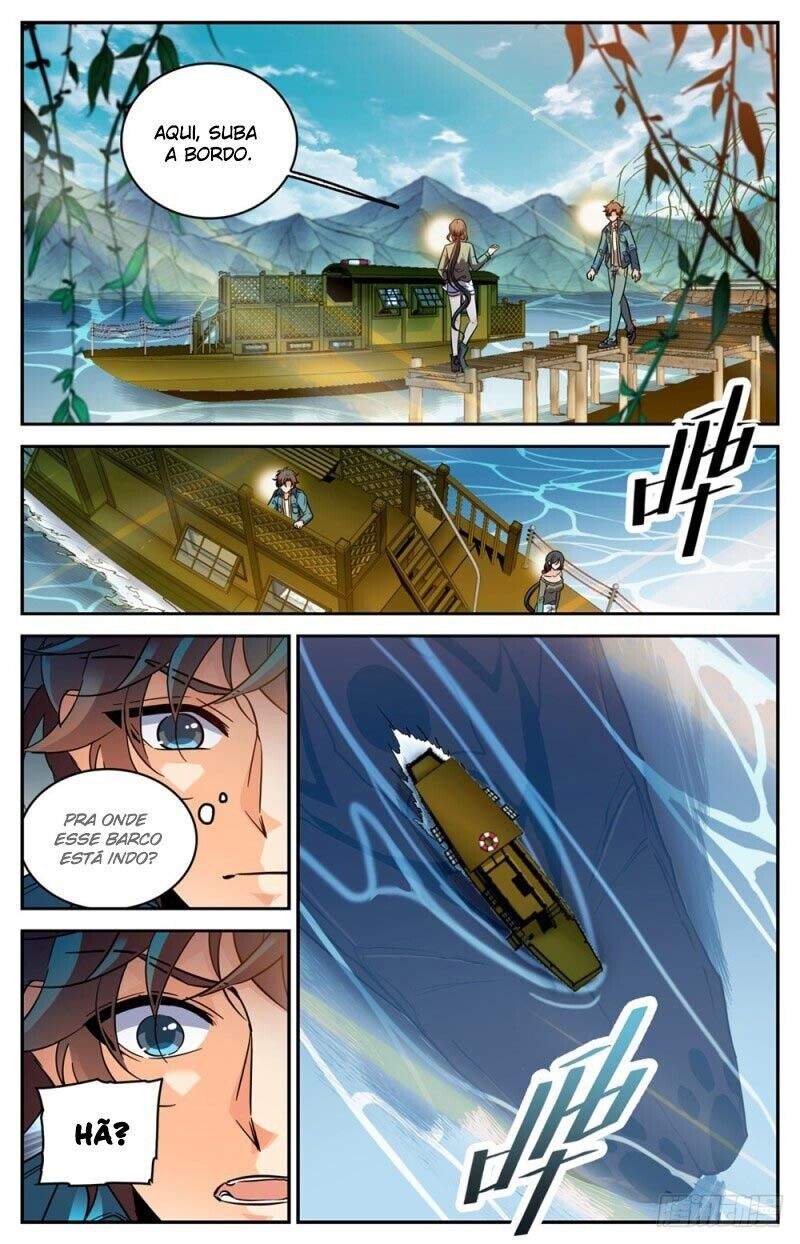 AQUI, SUBA
A BORDO.
哗
PRA ONDE
ESSE BARCO
ESTÁ INDO?
HÃ?
哗